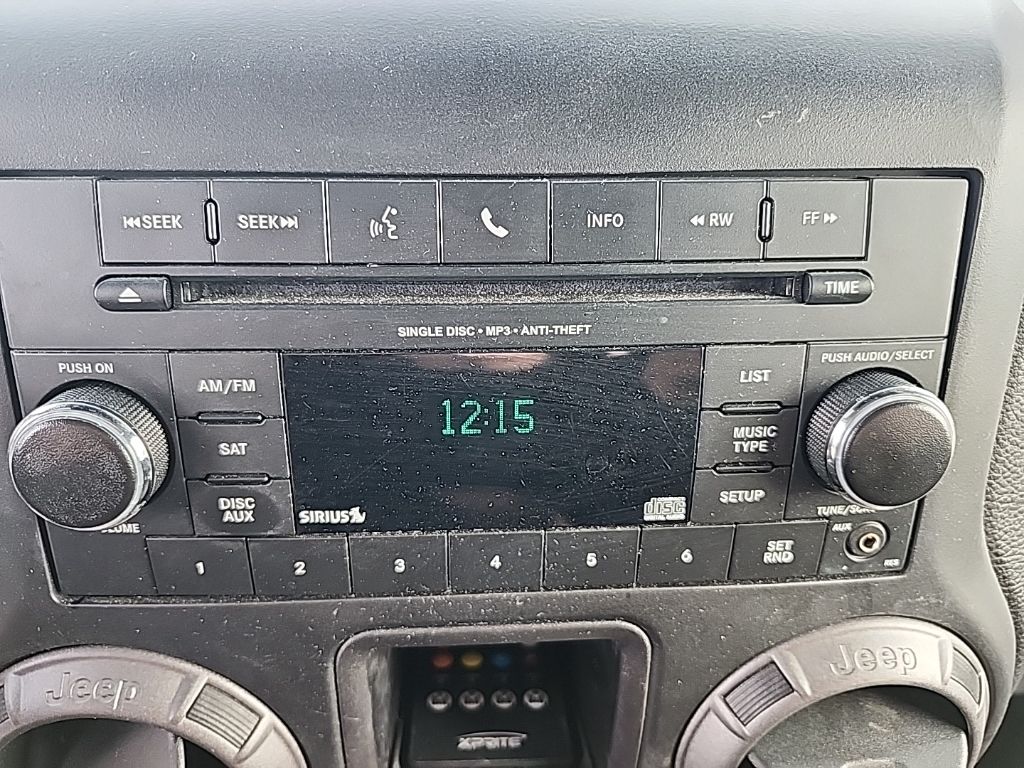 SEEK
SEEK
INFO
RW
FF
TIME
SINGLE DISC • MP3 • ANTI-THEFT
PUSH ON
AM/FM
SAT
DISC
AUX
12:15
SIRIUS
disc
LIST
MUSIC
TYPE
SETUP
PUSH AUDIO/SELECT
AUX
1
2
3
4
5
6
SET
RND
Jeep
Jeep
XPRITE